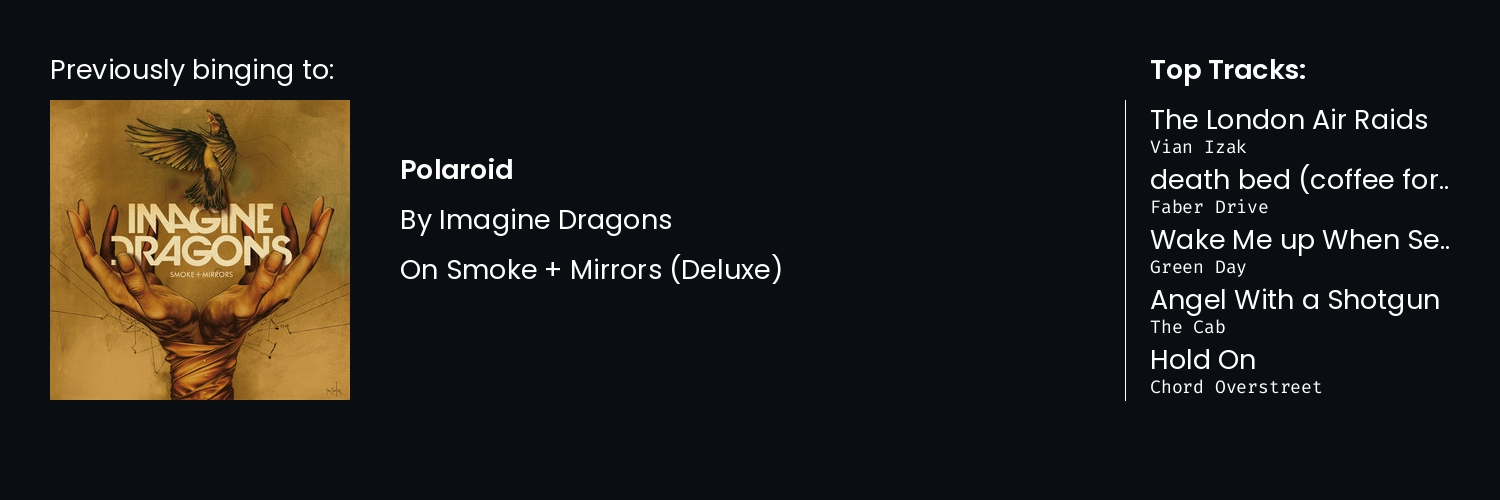 Previously binging to:
IMAGINE
DRAGONS
SMOKE + MIRRORS
Polaroid
By Imagine Dragons
On Smoke + Mirrors (Deluxe)
Top Tracks:
The London Air Raids
Vian Izak
death bed (coffee for..
Faber Drive
Wake Me up When Se..
Green Day
Angel With a Shotgun
The Cab
Hold On
Chord Overstreet